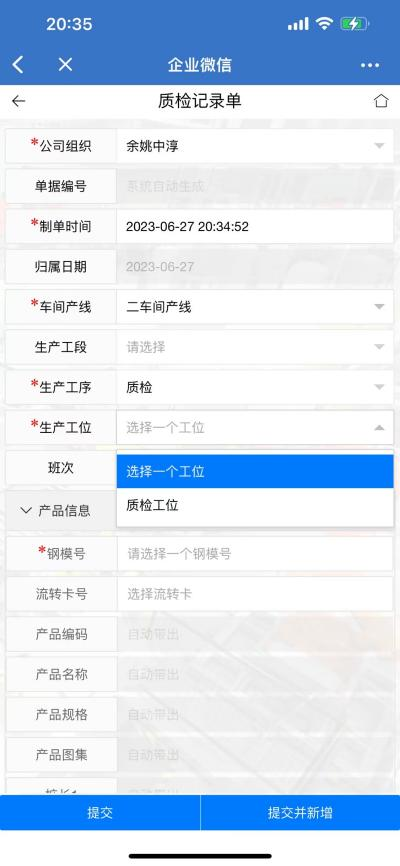 20:35
企业微信
质检记录单
*公司组织 余姚中淳
单据编号 系统自动生成
*制单时间 2023-06-27 20:34:52
归属日期 2023-06-27
*车间产线 二车间产线
生产工段 请选择
*生产工序 质检
*生产工位 选择一个工位
班次 选择一个工位
质检工位
产品信息
*钢模号 请选择一个钢模号
流转卡号 选择流转卡
产品编码 自动带出
产品名称 自动带出
产品规格 自动带出
产品图集 自动带出
提交 提交并新增